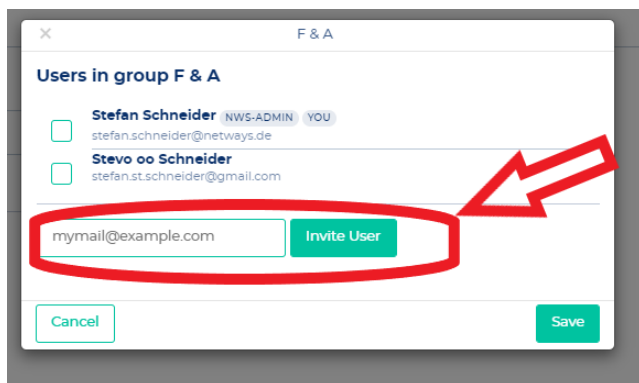 F & A
Users in group F & A
Stefan Schneider NWS-ADMIN YOU
stefan.schneider@netways.de
Stevo oo Schneider
stefan.st.schneider@gmail.com
mymail@example.com Invite User
Cancel Save